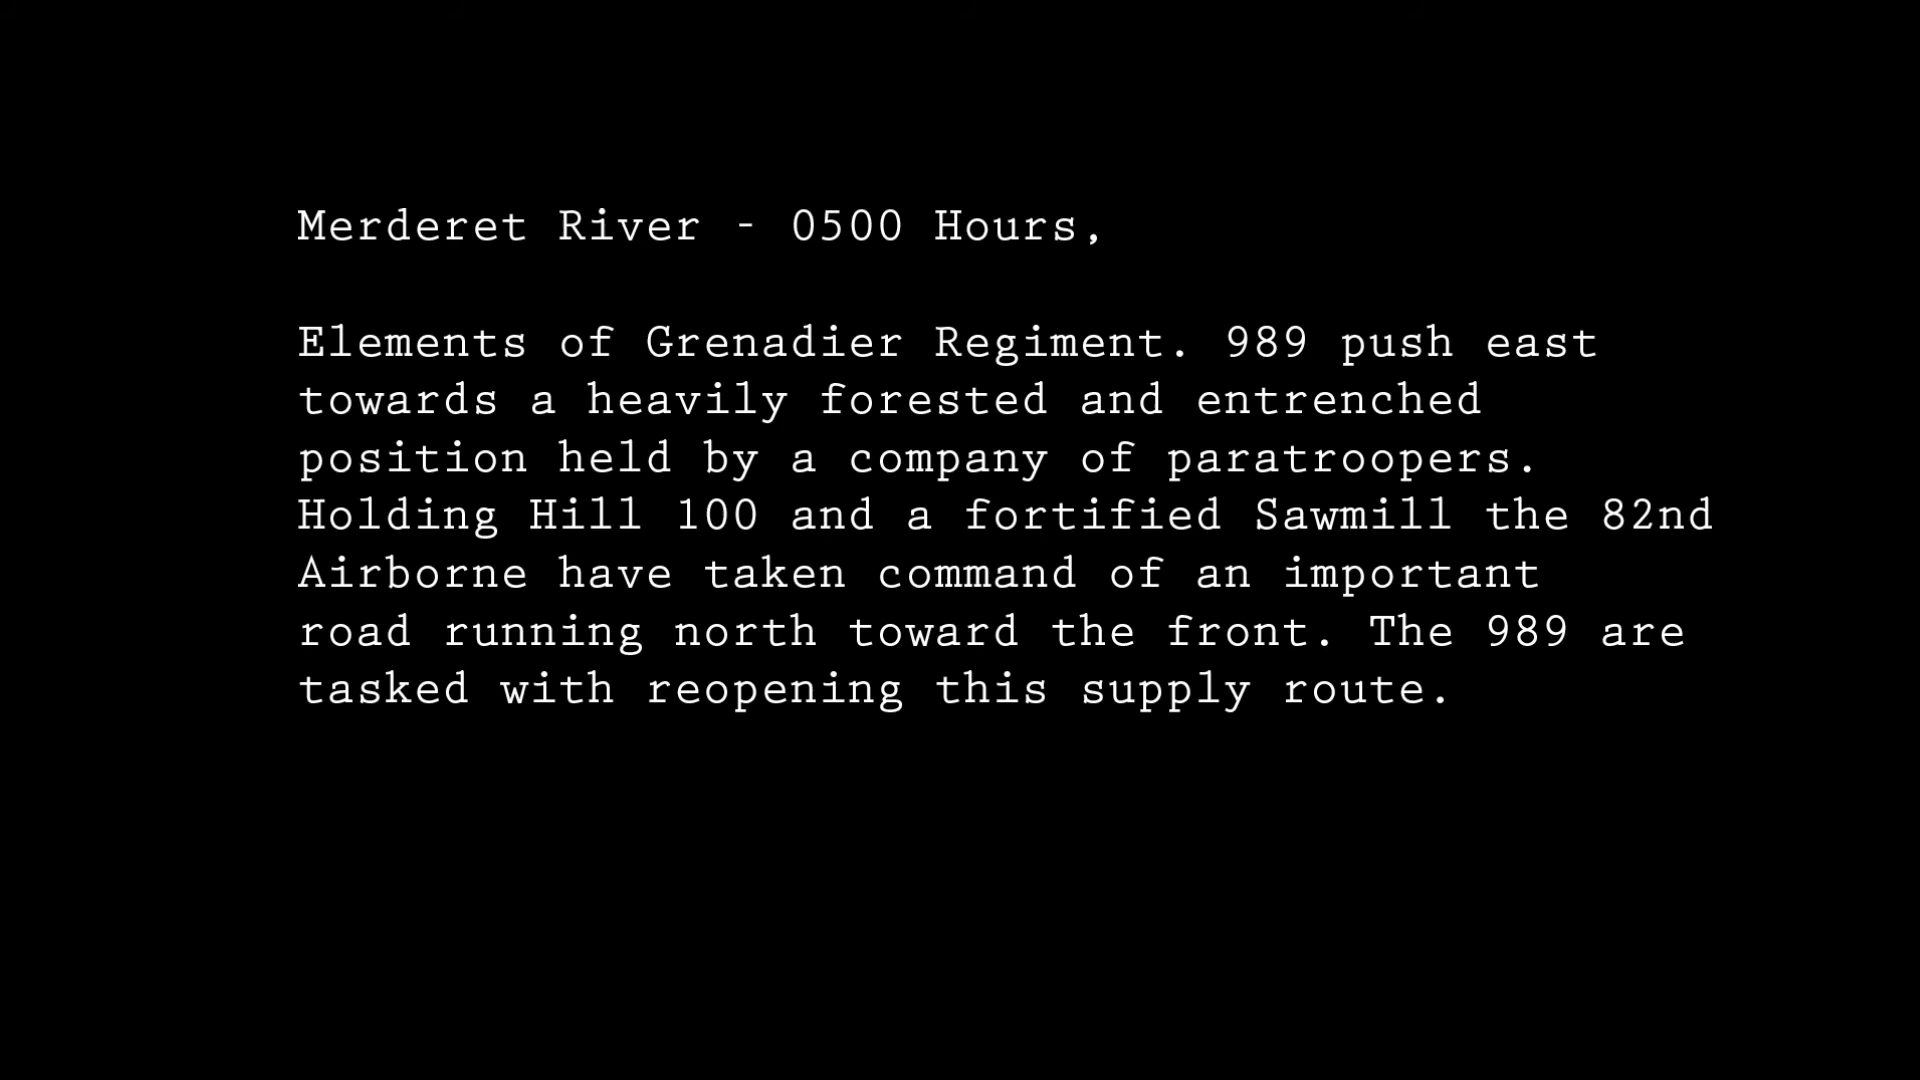 Merderet River - 0500 Hours,
Elements of Grenadier Regiment. 989 push east
towards a heavily forested and entrenched
position held by a company of paratroopers.
Holding Hill 100 and a fortified Sawmill the 82nd
Airborne have taken command of an important
road running north toward the front. The 989 are
tasked with reopening this supply route.